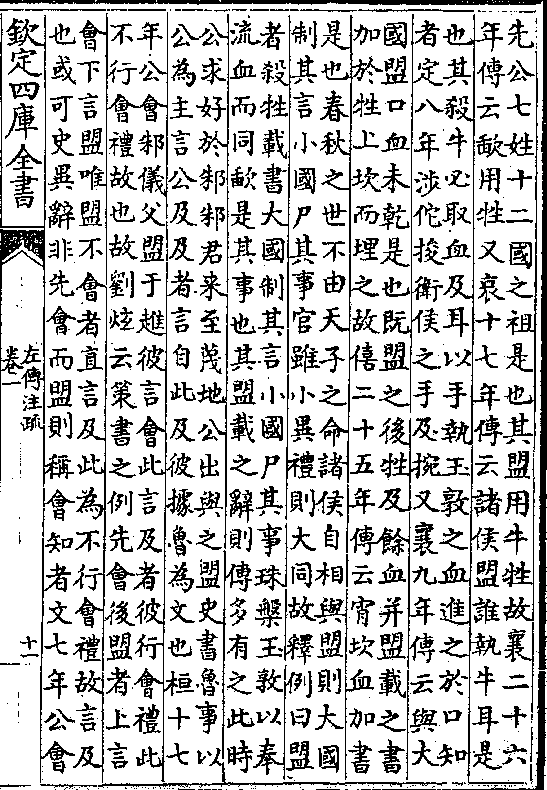 先公七姓十二國之祖是也其盟用牛牲故襄二十六
年傳云歃用牲又哀十七年傳云諸侯盟誰執牛耳是
也其殺牛必取血及耳以手執玉敦之血進之於口知
者定八年涉佗捘衛侯之手及捥又襄九年傳云與大
國盟口血未乾是也既盟之後牲及餘血并盟載之書
加於牲上坎而埋之故僖二十五年傳云宵坎血加書
是也春秋之世不由天子之命諸侯自相與盟則大國
制其言小國尸其事官雖小異禮則大同故釋例曰盟
者殺牲載書大國制其言小國尸其事珠槃玉敦以奉
流血而同歃是其事也其盟載之辭則傳多有之此時
公求好於邾邾君来至蔑地公出與之盟史書魯事以
公為主言公及及者言自此及彼據魯為文也桓十七
年公會邾儀父盟于趡彼言會此言及者彼行會禮此
不行會禮故也故劉炫云策書之例先會後盟者上言
會下言盟唯盟不會者直言及此為不行會禮故言及
也或可史異辭非先會而盟則稱會知者文七年公會
欽定四庫全書
左傳注疏
卷一
十一